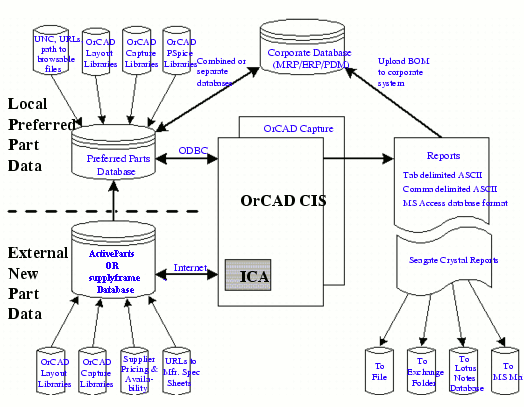 UNC, URLs
path to
browsable
files
OrCAD
Layout
Libraries
OrCAD
Capture
Libraries
OrCAD
PSpice
Libraries
Combined or
separate
databases
Corporate Database
(MRP/ERP/PDM)
Upload BOM
to corporate
system
Local
Preferred
Part
Data
Preferred Parts
Database
ODBC
OrCAD Capture
OrCAD CIS
ICA
Reports
Tab delimited ASCII
Comma delimited ASCII
MS Access database format
Seagate Crystal Reports
External
New
Part
Data
ActiveParts
OR
supplyframe
Database
Internet
OrCAD
Layout
Libraries
OrCAD
Capture
Libraries
Supplier
Pricing &
Availa-
bility
URLs to
Mfr. Spec
Sheets
To
File
To
Exchange
Folder
To
Lotus
Notes
Database
To
MS Ma